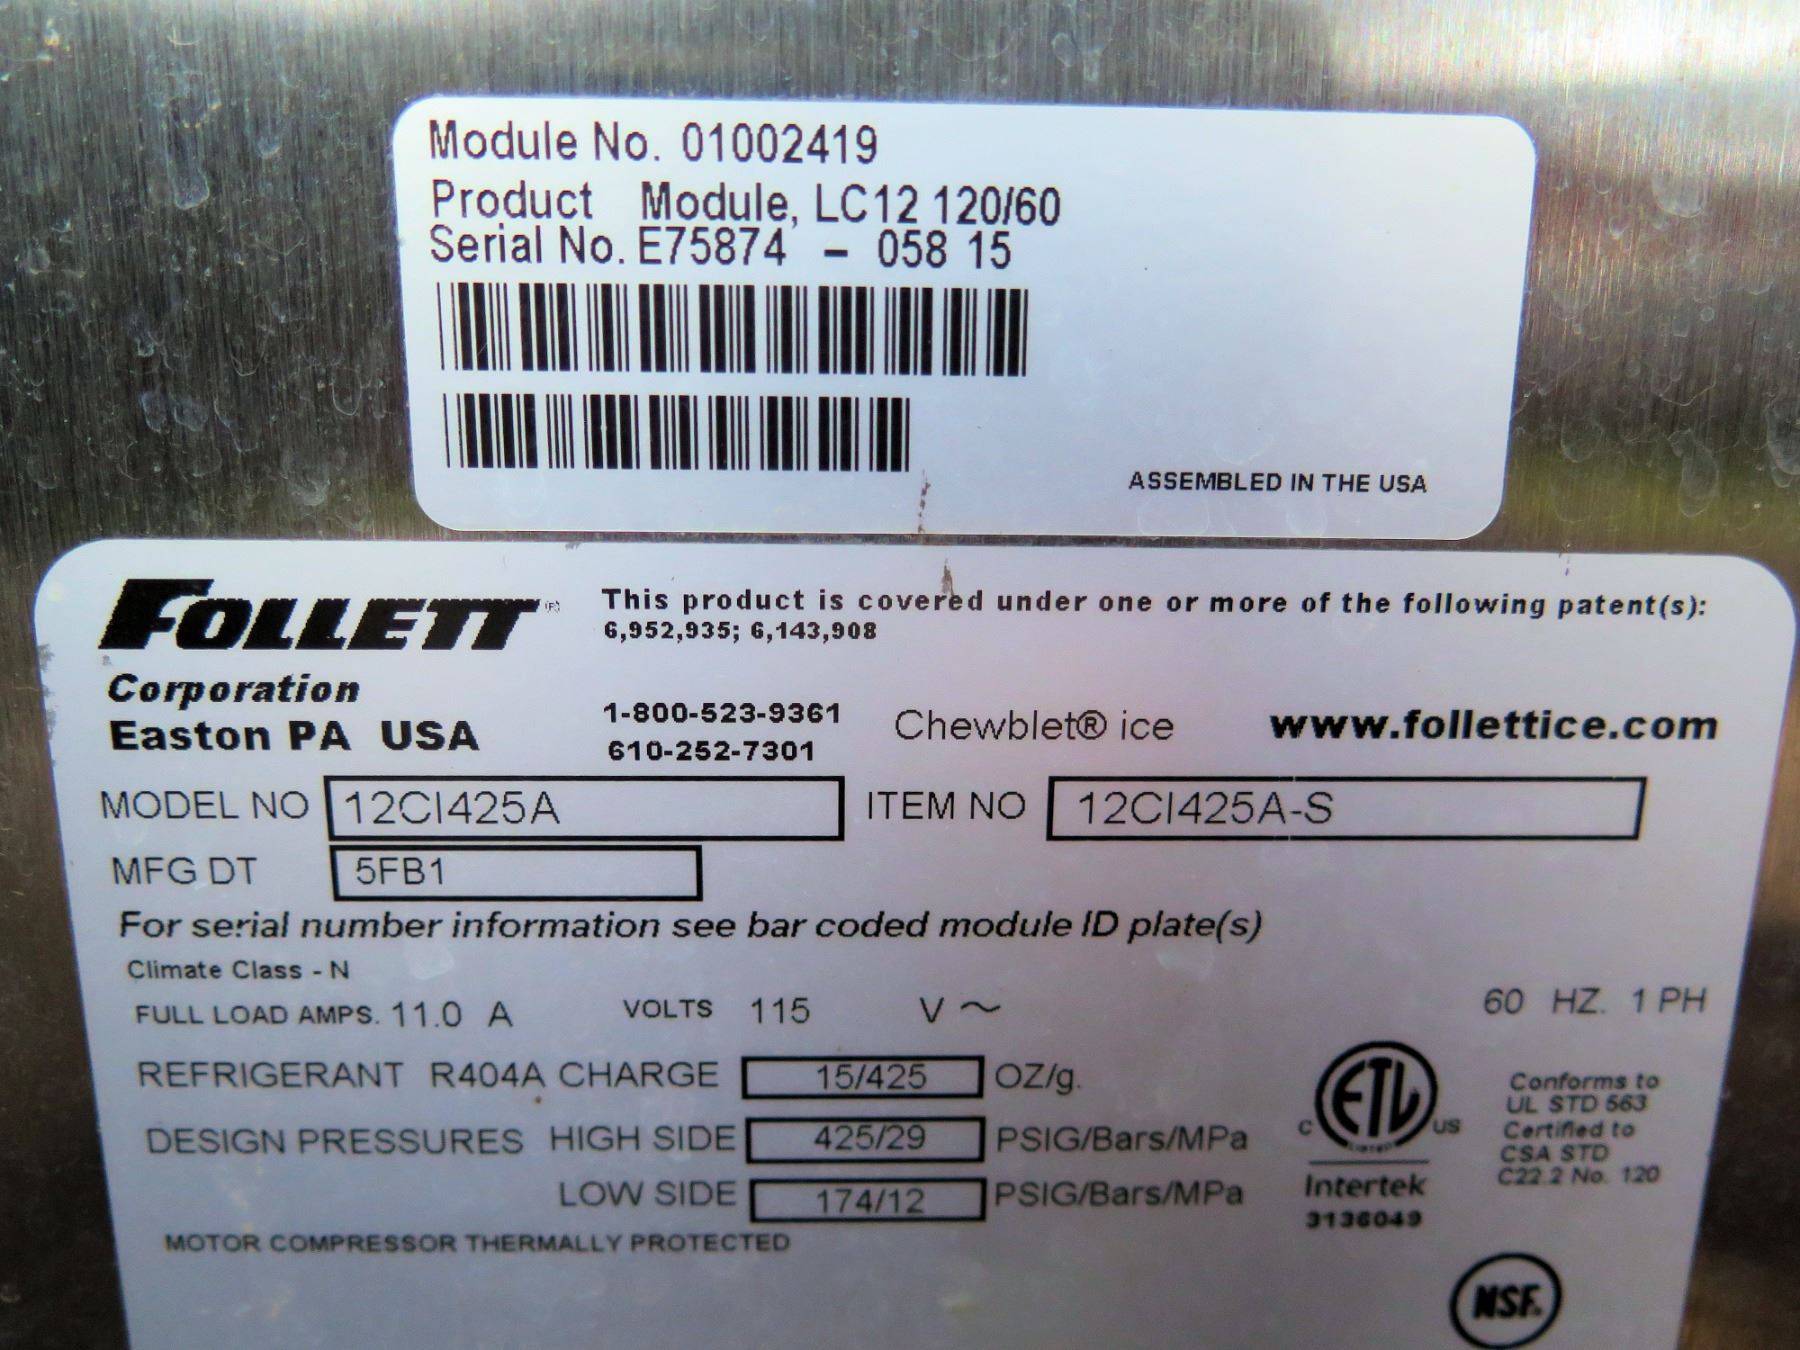 Module No. 01002419
Product Module, LC12 120/60
Serial No. E75874 - 058 15
ASSEMBLED IN THE USA
FOLLETT®
Corporation
Easton PA USA
This product is covered under one or more of the following patent(s):
6,952,935; 6,143,908
1-800-523-9361
610-252-7301
Chewblet® ice
www.follettice.com
MODEL NO 12CI425A ITEM NO 12CI425A-S
MFG DT 5FB1
For serial number information see bar coded module ID plate(s)
Climate Class - N
FULL LOAD AMPS. 11.0 A VOLTS 115 V ~ 60 HZ. 1 PH
REFRIGERANT R404A CHARGE 15/425 OZ/g.
DESIGN PRESSURES HIGH SIDE 425/29 PSIG/Bars/MPa
LOW SIDE 174/12 PSIG/Bars/MPa
MOTOR COMPRESSOR THERMALLY PROTECTED
ETL
LISTED
C US
Intertek
3136049
Conforms to
UL STD 563
Certified to
CSA STD
C22.2 No. 120
NSF.